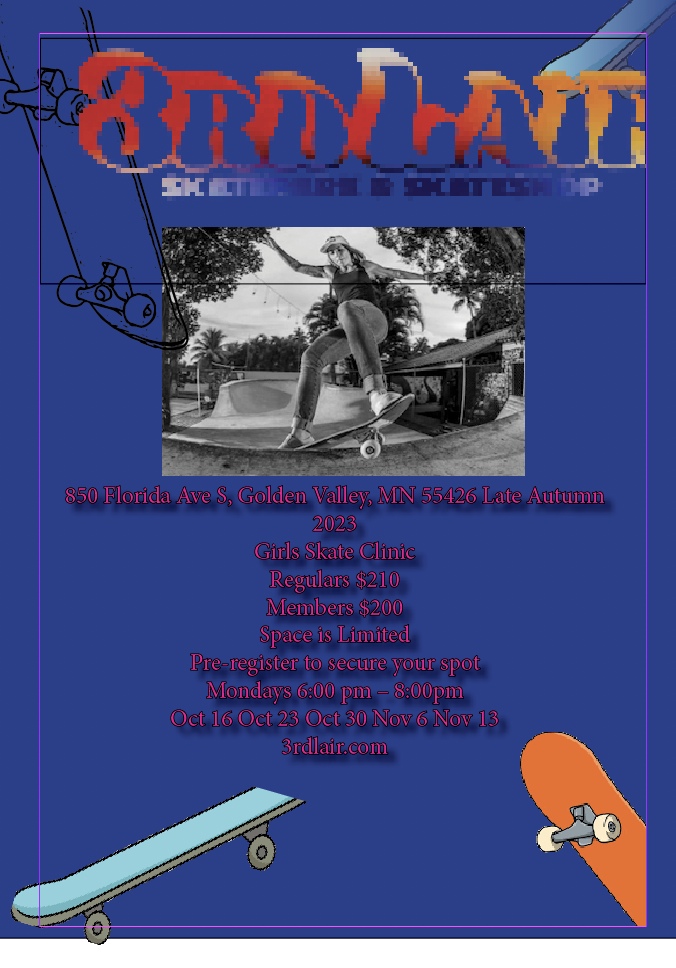 3RDLAIR
SKATEPARK & SKATESHOP
850 Florida Ave S, Golden Valley, MN 55426 Late Autumn
2023
Girls Skate Clinic
Regulars $210
Members $200
Space is Limited
Pre-register to secure your spot
Mondays 6:00 pm – 8:00pm
Oct 16 Oct 23 Oct 30 Nov 6 Nov 13
3rdlair.com